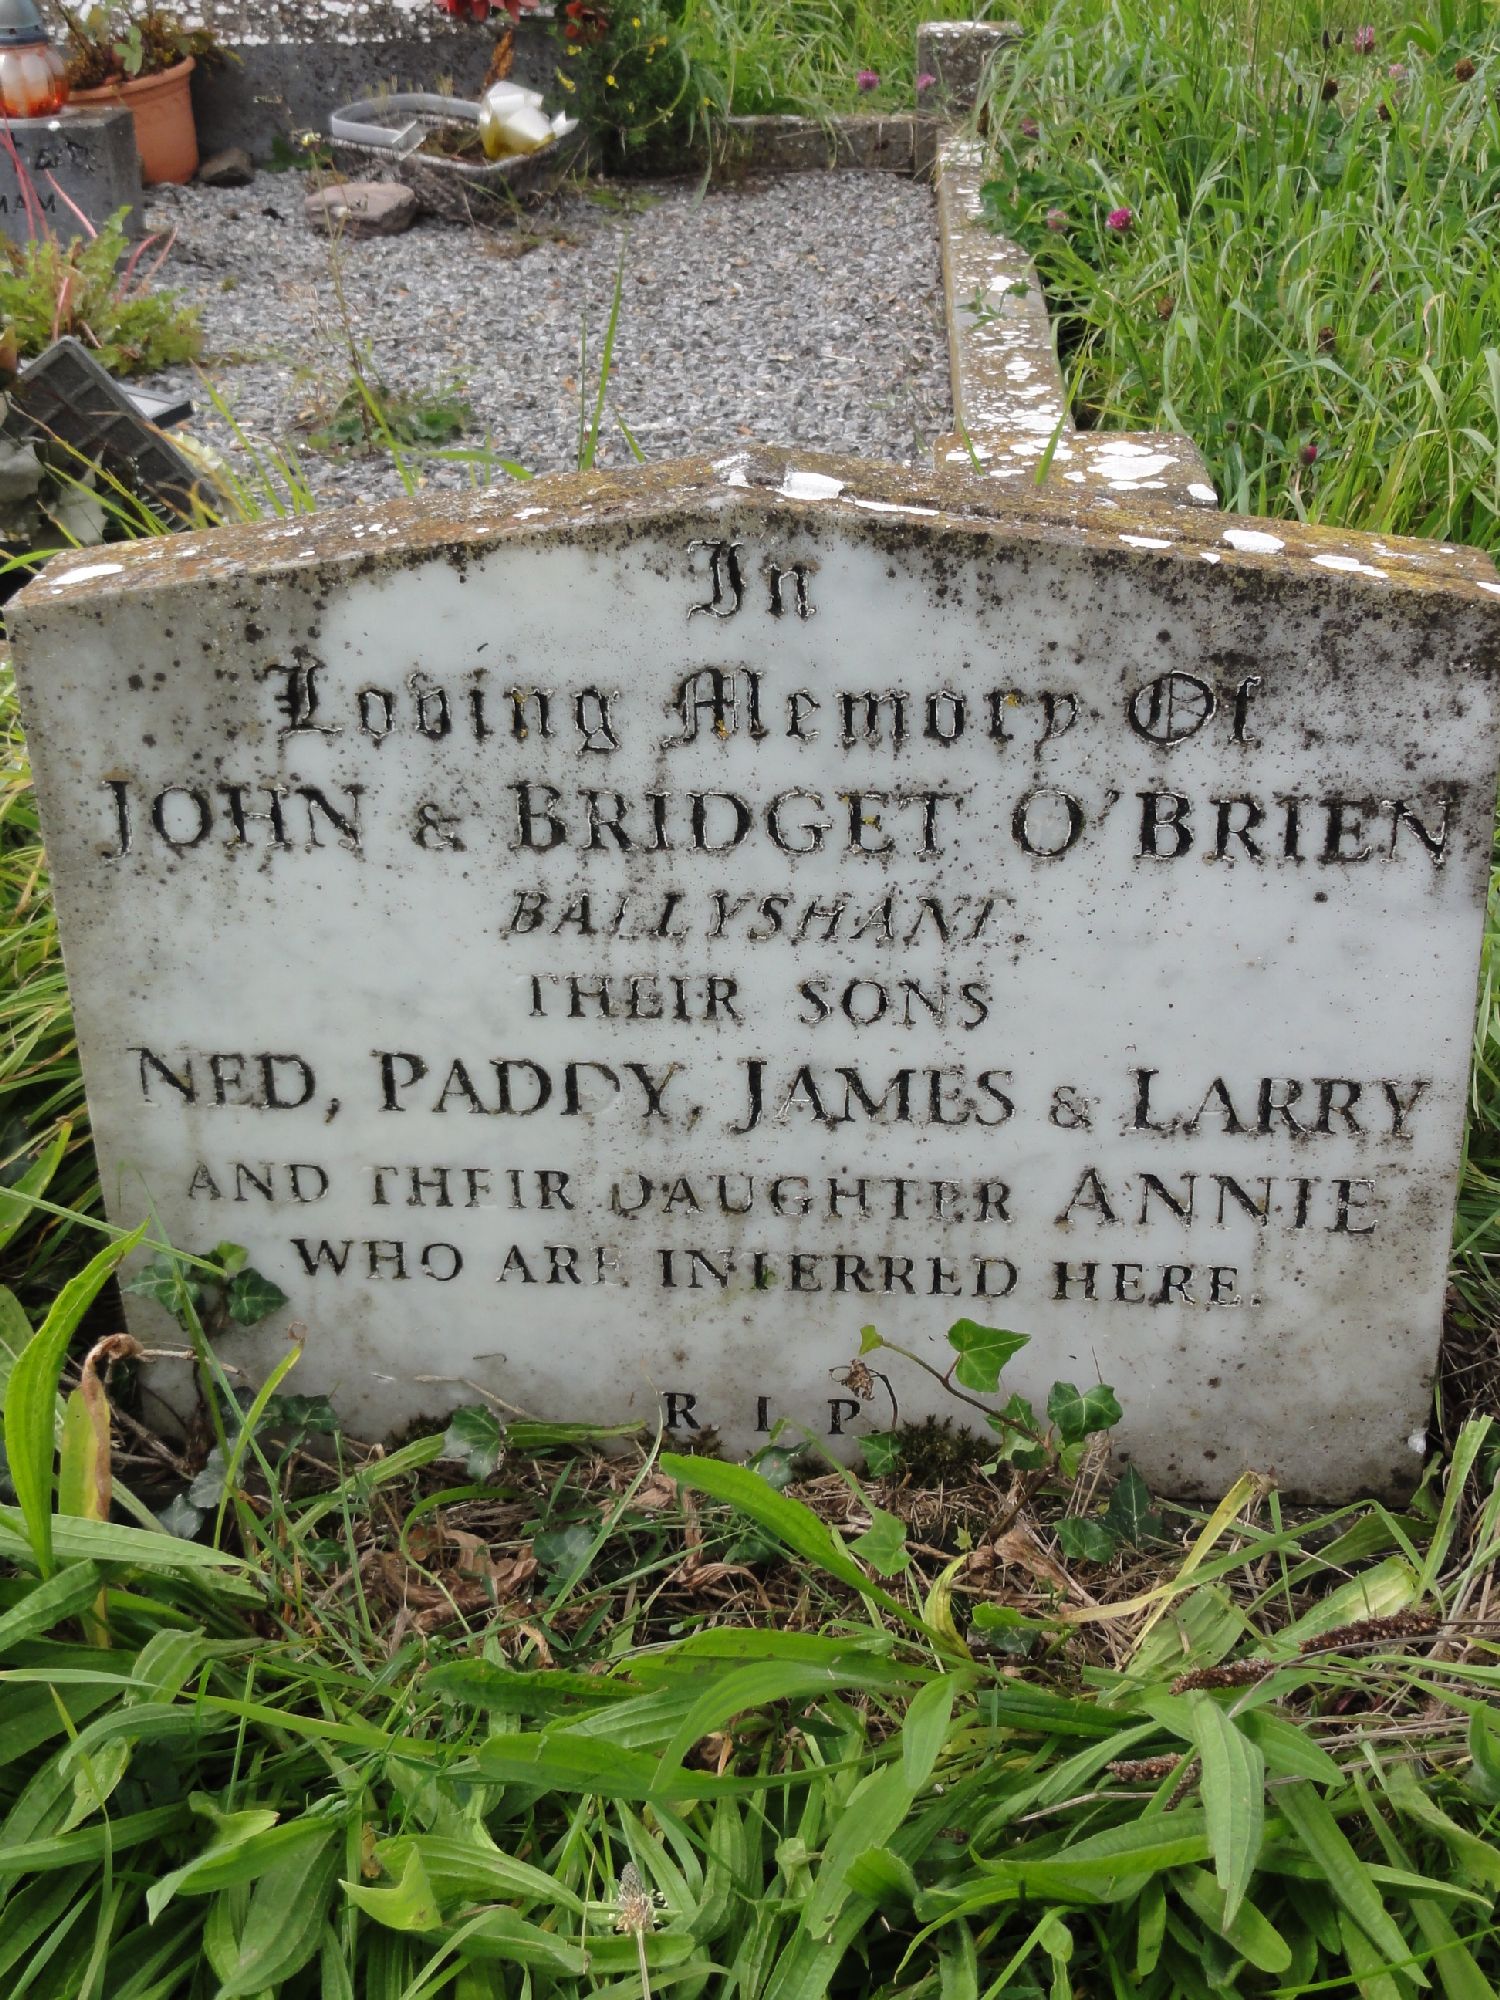 MAM
In
Loving Memory Of
JOHN & BRIDGET O'BRIEN
BALLYSHANE
THEIR SONS
NED, PADDY, JAMES & LARRY
AND THEIR DAUGHTER ANNIE
WHO ARE INTERRED HERE.
R. I. P.